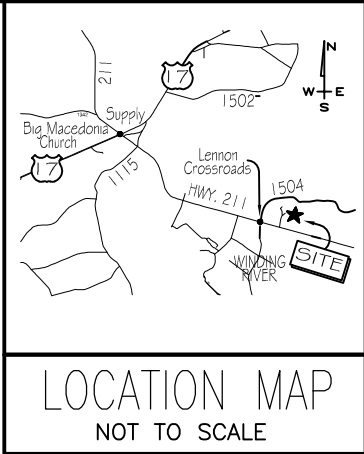 211
17
N
W E
S
1502
Supply
Big Macedonia
Church
17
1115
Lennon
Crossroads
HWY. 211
1504
WINDING
RIVER
SITE
LOCATION MAP
NOT TO SCALE